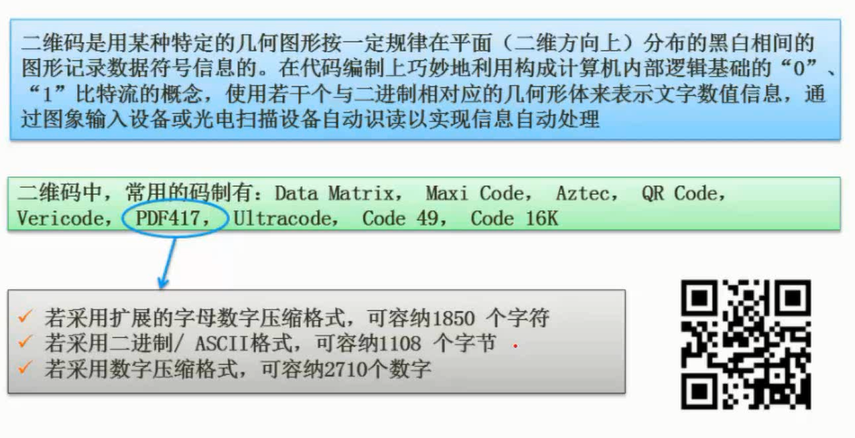 二维码是用某种特定的几何图形按一定规律在平面（二维方向上）分布的黑白相间的
图形记录数据符号信息的。在代码编制上巧妙地利用构成计算机内部逻辑基础的“0”、
“1”比特流的概念，使用若干个与二进制相对应的几何形体来表示文字数值信息，通
过图象输入设备或光电扫描设备自动识读以实现信息自动处理
二维码中，常用的码制有：Data Matrix， Maxi Code， Aztec， QR Code，
Vericode， PDF417， Ultracode， Code 49， Code 16K
✓ 若采用扩展的字母数字压缩格式，可容纳1850 个字符
✓ 若采用二进制/ ASCII格式，可容纳1108 个字节
✓ 若采用数字压缩格式，可容纳2710个数字